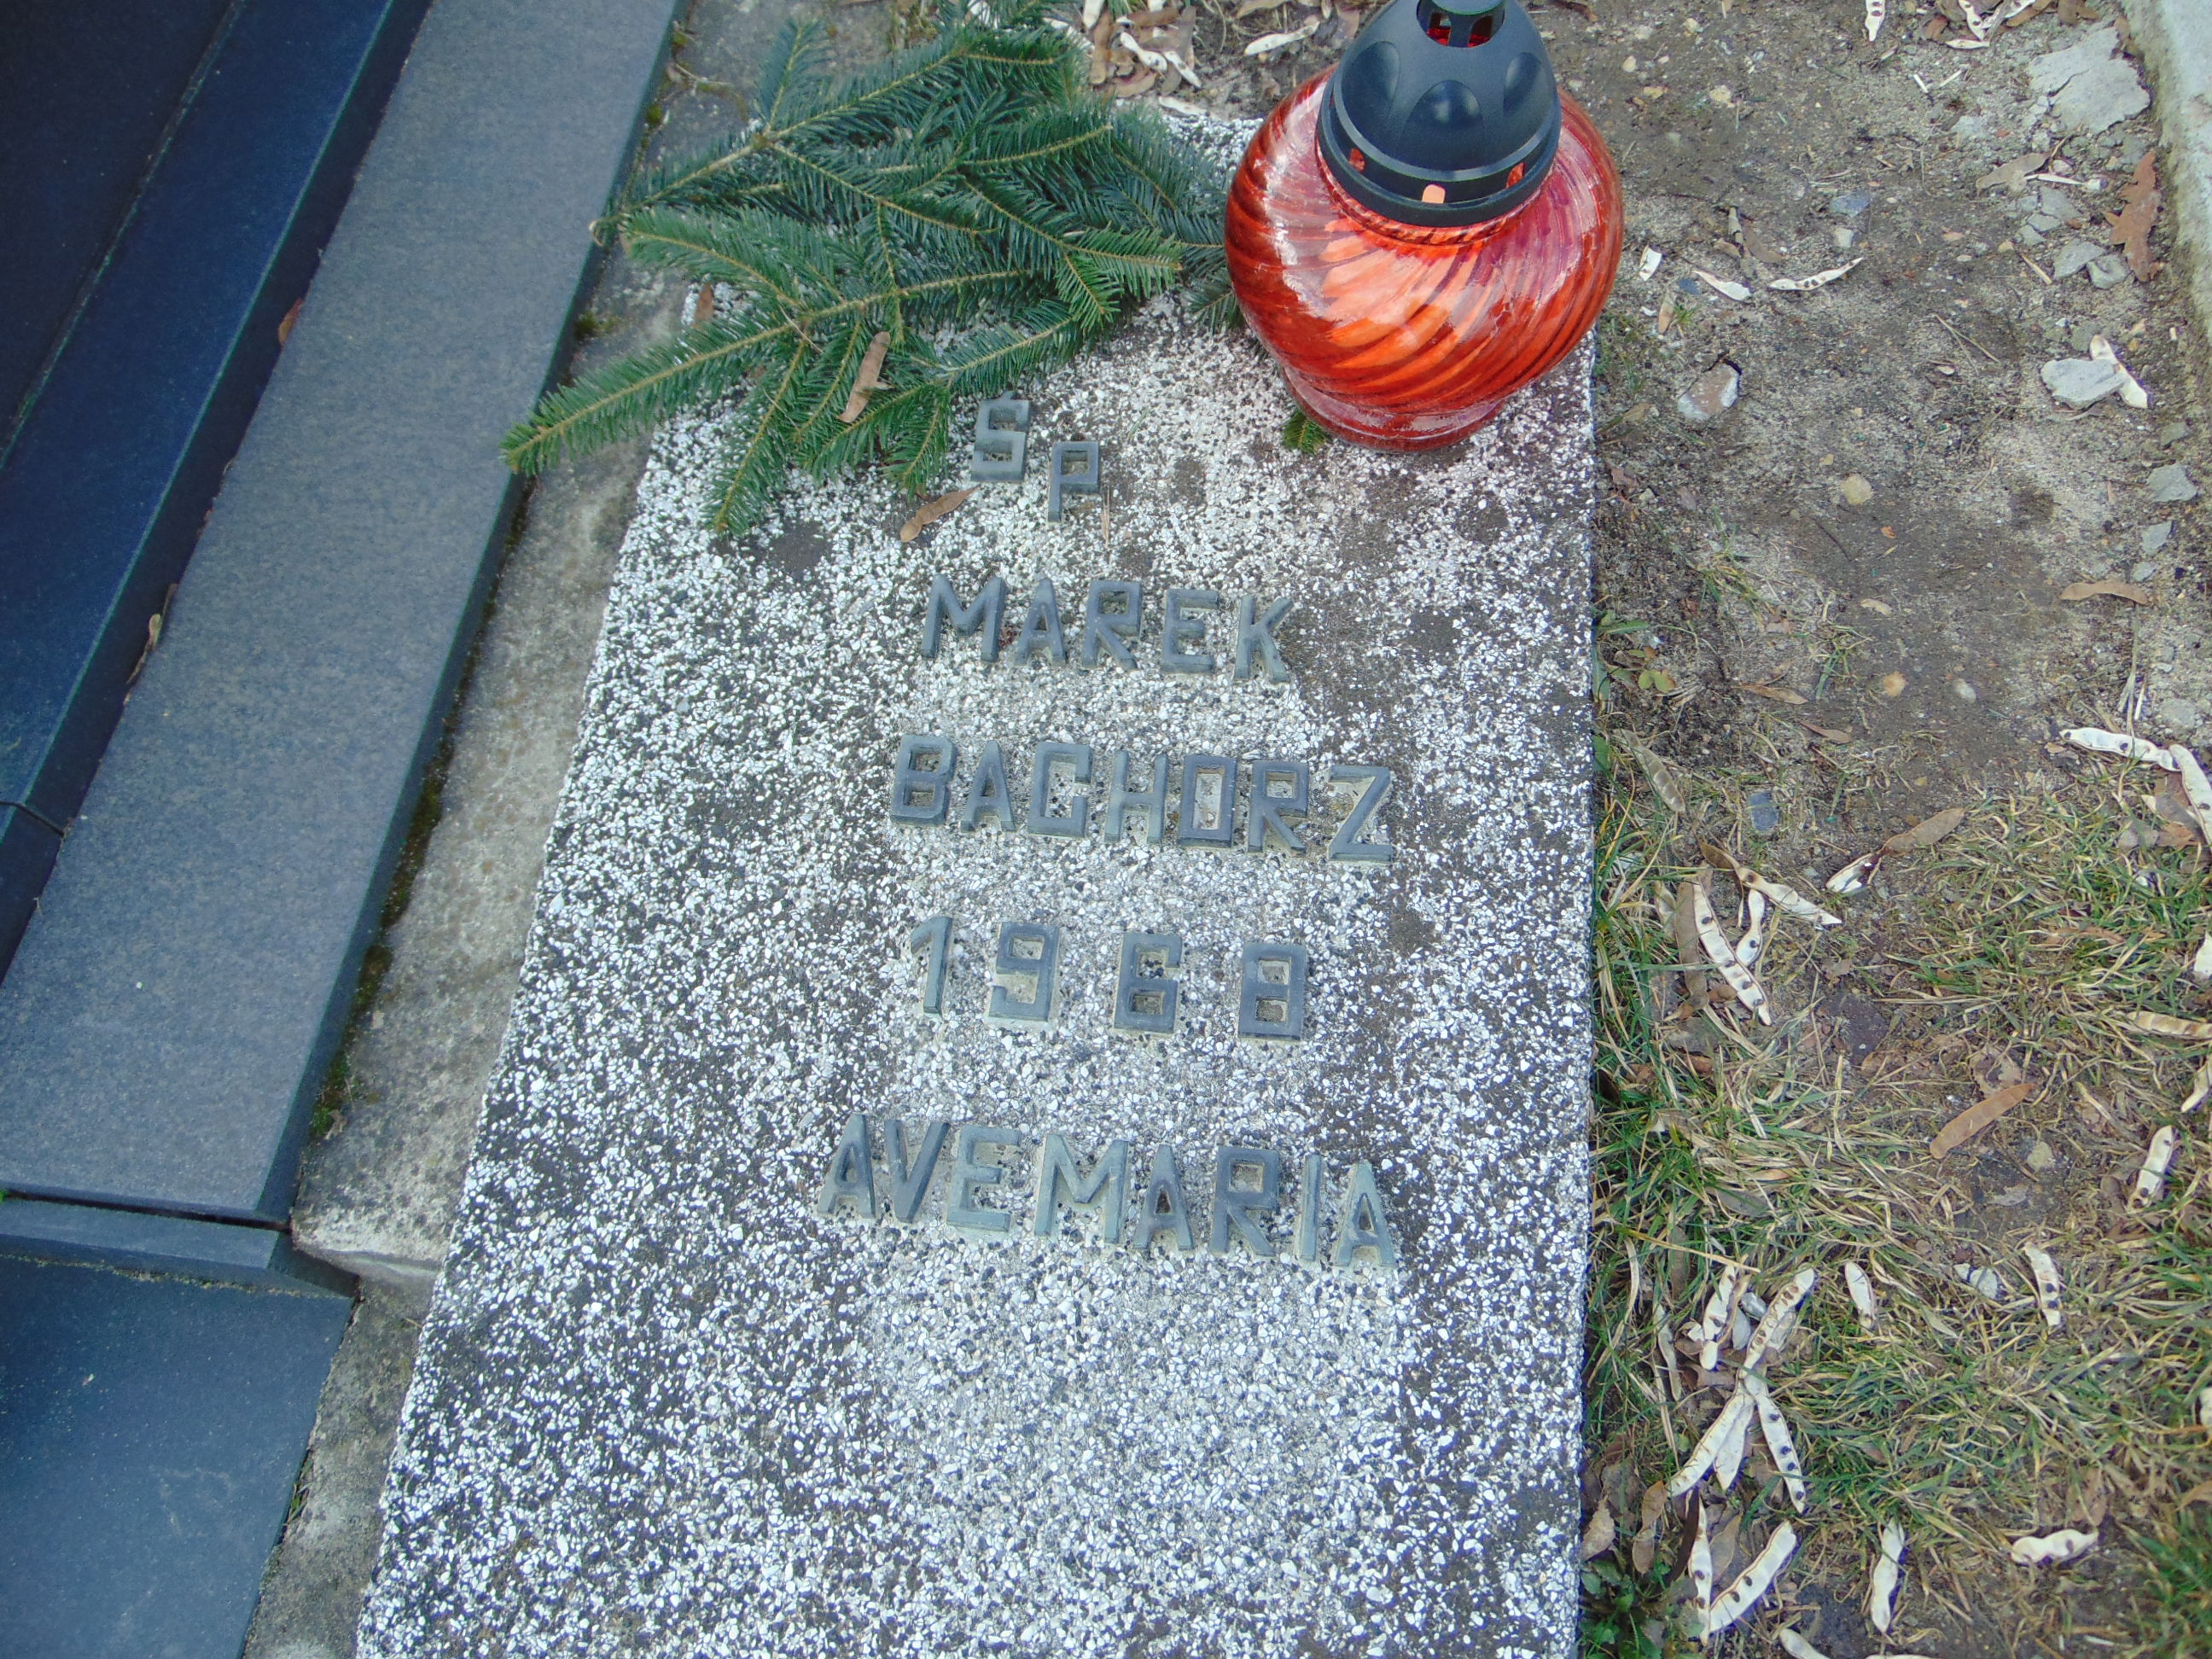 ŚP
MAREK
BACHORZ
1968
AVE MARIA